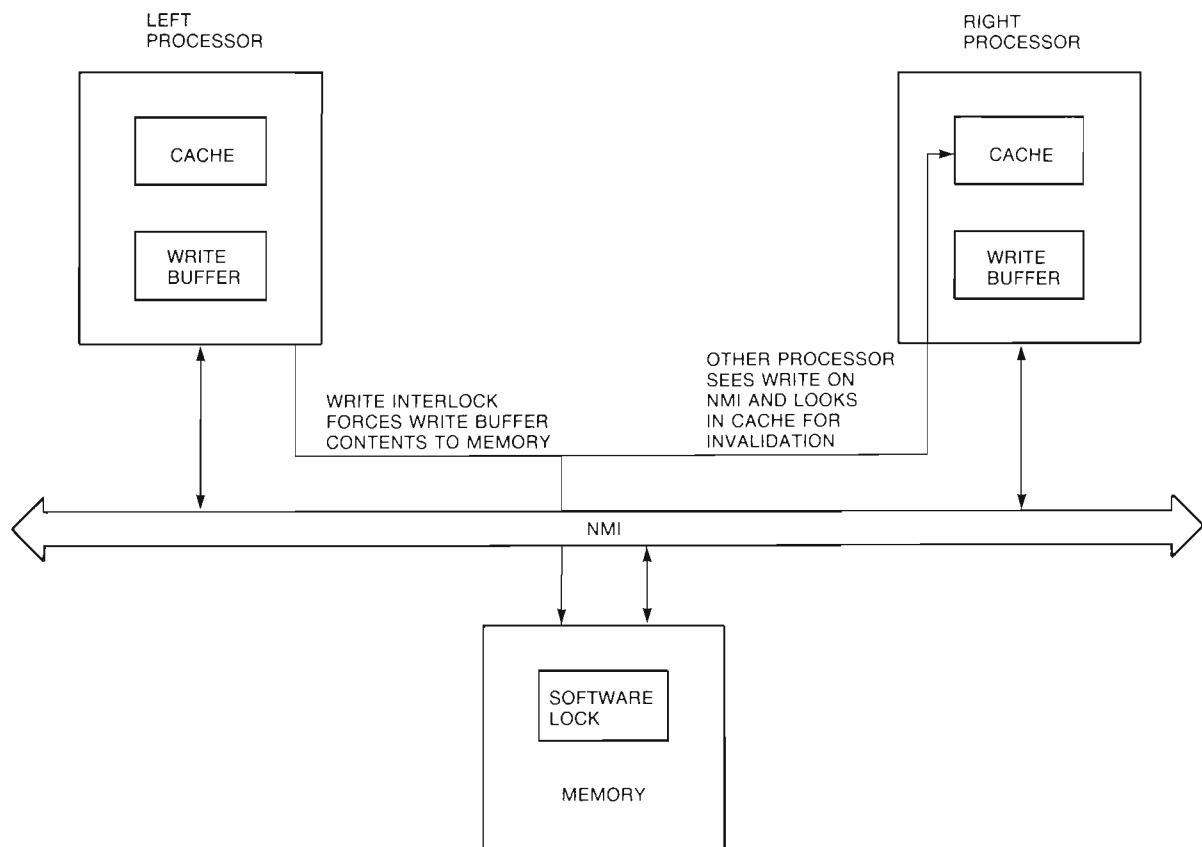 LEFT
PROCESSOR
RIGHT
PROCESSOR
CACHE
WRITE
BUFFER
CACHE
WRITE
BUFFER
WRITE INTERLOCK
FORCES WRITE BUFFER
CONTENTS TO MEMORY
OTHER PROCESSOR
SEES WRITE ON
NMI AND LOOKS
IN CACHE FOR
INVALIDATION
NMI
SOFTWARE
LOCK
MEMORY